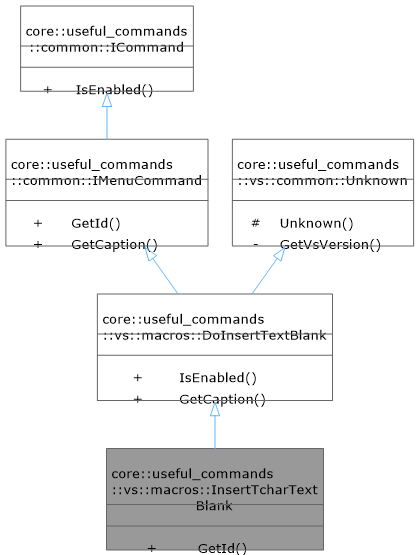 core::useful_commands
::common::ICommand
+ IsEnabled()
core::useful_commands
::common::IMenuCommand
+ GetId()
+ GetCaption()
core::useful_commands
::vs::common::Unknown
# Unknown()
- GetVsVersion()
core::useful_commands
::vs::macros::DoInsertTextBlank
+ IsEnabled()
+ GetCaption()
core::useful_commands
::vs::macros::InsertTcharText
Blank
+ GetId()